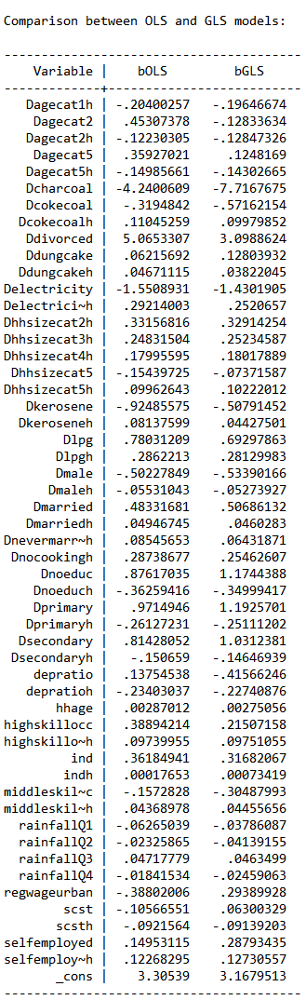 Comparison between OLS and GLS models:
----------------------------------------
Variable | bOLS bGLS
-------------+--------------------------
Dagecat1h | -.20400257 -.19646674
Dagecat2 | .45307378 -.12833634
Dagecat2h | -.12230305 -.12847326
Dagecat5 | .35927021 .1248169
Dagecat5h | -.14985661 -.14302665
Dcharcoal | -4.2400609 -7.7167675
Dcokecoal | -.3194842 -.57162154
Dcokecoalh | .11045259 .09979852
Ddivorced | 5.0653307 3.0988624
Ddungcake | .06215692 .12803932
Ddungcakeh | .04671115 .03822045
Delectricity | -1.5508931 -1.4301905
Delectrici~h | .29214003 .2520657
Dhhsizecat2h | .33156816 .32914254
Dhhsizecat3h | .24831504 .25234587
Dhhsizecat4h | .17995595 .18017889
Dhhsizecat5 | -.15439725 -.07371587
Dhhsizecat5h | .09962643 .10222012
Dkerosene | -.92485575 -.50791452
Dkeroseneh | .08137599 .04427501
Dlpg | .78031209 .69297863
Dlpgh | .2862213 .28129983
Dmale | -.50227849 -.53390166
Dmaleh | -.05531043 -.05273927
Dmarried | .48331681 .50686132
Dmarriedh | .04946745 .0460283
Dnevermarr~h | .08545653 .06431871
Dnocookingh | .28738677 .25462607
Dnoeduc | .87617035 1.1744388
Dnoeduch | -.36259416 -.34999417
Dprimary | .9714946 1.1925701
Dprimaryh | -.26127231 -.25111202
Dsecondary | .81428052 1.0312381
Dsecondaryh | -.150659 -.14646939
depratio | .13754538 -.41566246
depratioh | -.23403037 -.22740876
hhage | .00287012 .00275056
highskillocc | .38894214 .21507158
highskillo~h | .09739955 .09751055
ind | .36184941 .31682067
indh | .00017653 .00073419
middleskil~c | -.1572828 -.30487993
middleskil~h | .04368978 .04455656
rainfallQ1 | -.06265039 -.03786087
rainfallQ2 | -.02325865 -.04139155
rainfallQ3 | .04717779 .0463499
rainfallQ4 | -.01841534 -.02459063
regwageurban | -.38802006 .29389928
scst | -.10566551 .06300329
scsth | -.0921564 -.09139203
selfemployed | .14953115 .28793435
selfemploy~h | .12268295 .12730557
_cons | 3.30539 3.1679513
----------------------------------------